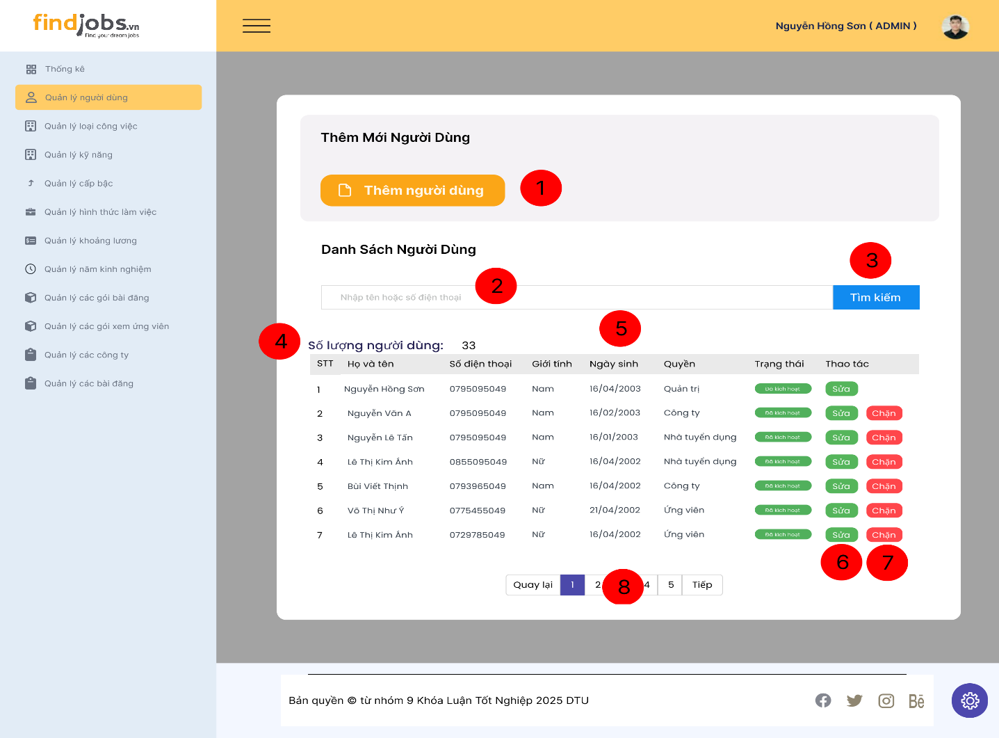 findjobs.vn
Find your dream jobs
Nguyễn Hồng Sơn ( ADMIN )
Thống kê
Quản lý người dùng
Quản lý loại công việc
Quản lý kỹ năng
Quản lý cấp bậc
Quản lý hình thức làm việc
Quản lý khoảng lương
Quản lý năm kinh nghiệm
Quản lý các gói bài đăng
Quản lý các gói xem ứng viên
Quản lý các công ty
Quản lý các bài đăng
Thêm Mới Người Dùng
Thêm người dùng 1
Danh Sách Người Dùng
3
2
Nhập tên hoặc số điện thoại Tìm kiếm
5
4 Số lượng người dùng: 33
STT Họ và tên Số điện thoại Giới tính Ngày sinh Quyền Trạng thái Thao tác
1 Nguyễn Hồng Sơn 0795095049 Nam 16/04/2003 Quản trị Đã kích hoạt Sửa
2 Nguyễn Văn A 0795095049 Nam 16/02/2003 Công ty Đã kích hoạt Sửa Chặn
3 Nguyễn Lê Tấn 0795095049 Nam 16/01/2003 Nhà tuyển dụng Đã kích hoạt Sửa Chặn
4 Lê Thị Kim Ánh 0855095049 Nữ 16/04/2002 Nhà tuyển dụng Đã kích hoạt Sửa Chặn
5 Bùi Viết Thịnh 0793965049 Nam 16/04/2002 Công ty Đã kích hoạt Sửa Chặn
6 Võ Thị Như Ý 0775455049 Nữ 21/04/2002 Ứng viên Đã kích hoạt Sửa Chặn
7 Lê Thị Kim Ánh 0729785049 Nữ 16/04/2002 Ứng viên Đã kích hoạt Sửa Chặn
6 7
Quay lại 1 2 8 4 5 Tiếp
Bản quyền © từ nhóm 9 Khóa Luận Tốt Nghiệp 2025 DTU